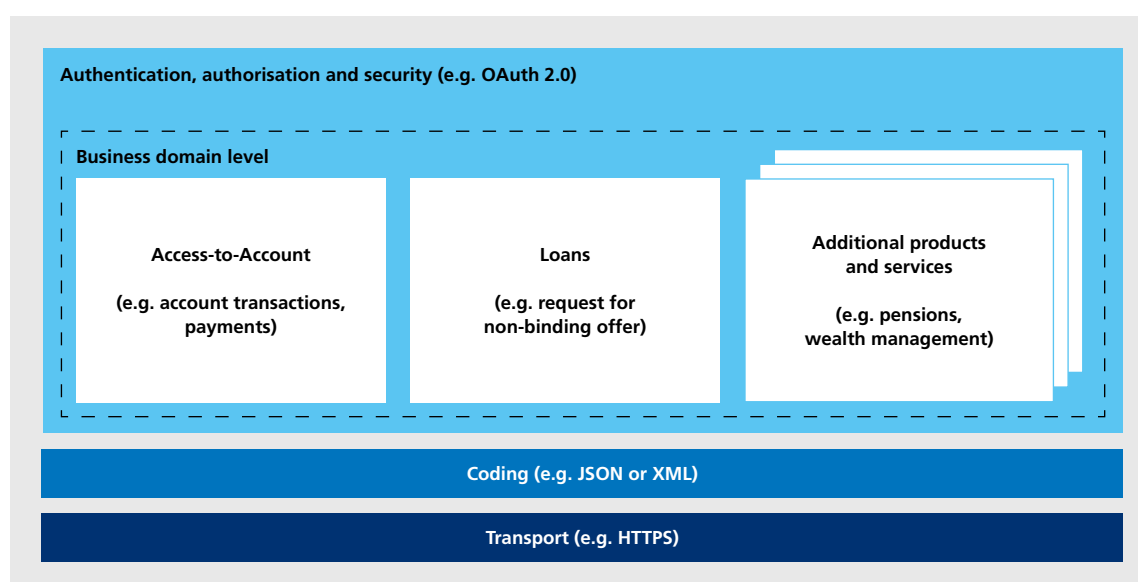 Authentication, authorisation and security (e.g. OAuth 2.0)
Business domain level
Access-to-Account
(e.g. account transactions,
payments)
Loans
(e.g. request for
non-binding offer)
Additional products
and services
(e.g. pensions,
wealth management)
Coding (e.g. JSON or XML)
Transport (e.g. HTTPS)